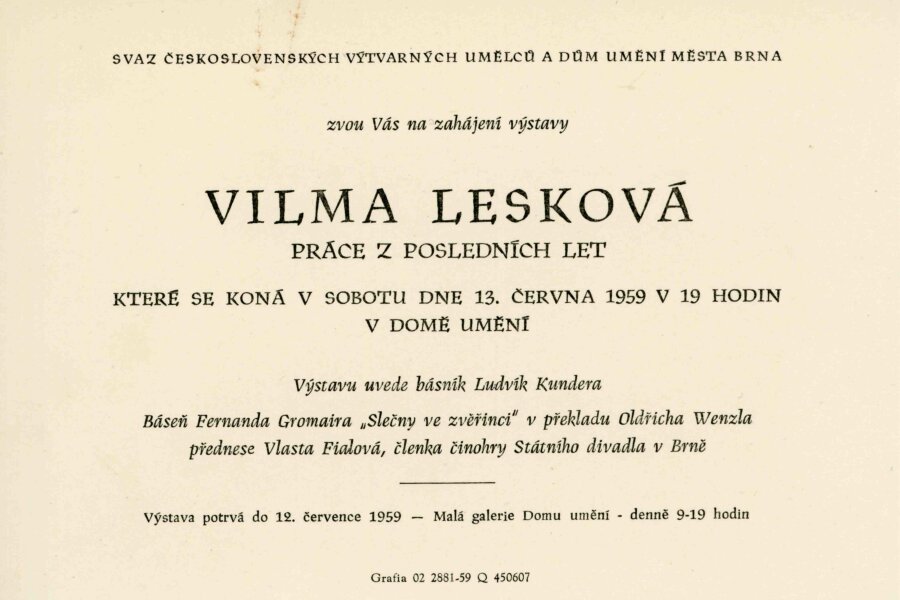 SVAZ ČESKOSLOVENSKÝCH VÝTVARNÝCH UMĚLCŮ A DŮM UMĚNÍ MĚSTA BRNA
zvou Vás na zahájení výstavy
VILMA LESKOVÁ
PRÁCE Z POSLEDNÍCH LET
KTERÉ SE KONÁ V SOBOTU DNE 13. ČERVNA 1959 V 19 HODIN
V DOMĚ UMĚNÍ
Výstavu uvede básník Ludvík Kundera
Báseň Fernanda Gromaira „Slečny ve zvěřinci“ v překladu Oldřicha Wenzla
přednese Vlasta Fialová, členka činohry Státního divadla v Brně
Výstava potrvá do 12. července 1959 — Malá galerie Domu umění - denně 9-19 hodin
Grafia 02 2881-59 Q 450607